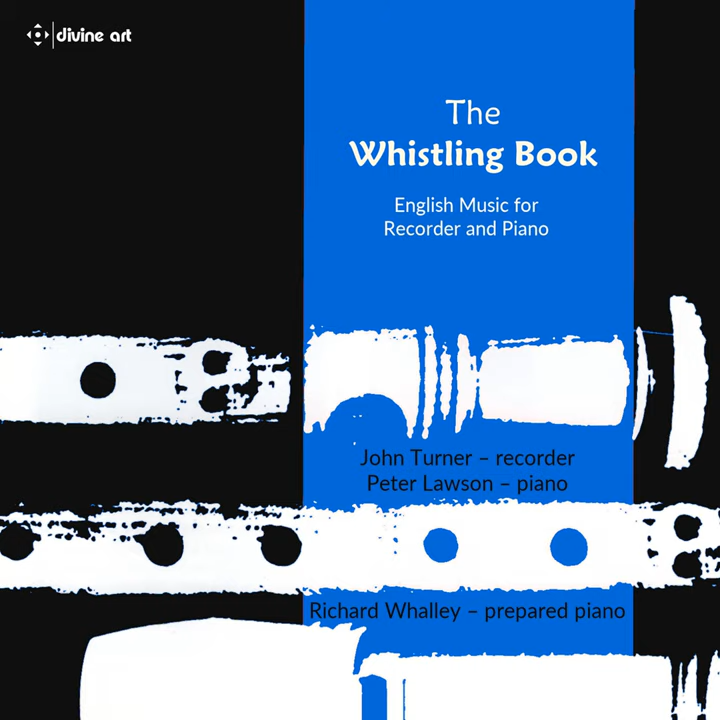 divine art
The
Whistling Book
English Music for
Recorder and Piano
John Turner – recorder
Peter Lawson – piano
Richard Whalley – prepared piano